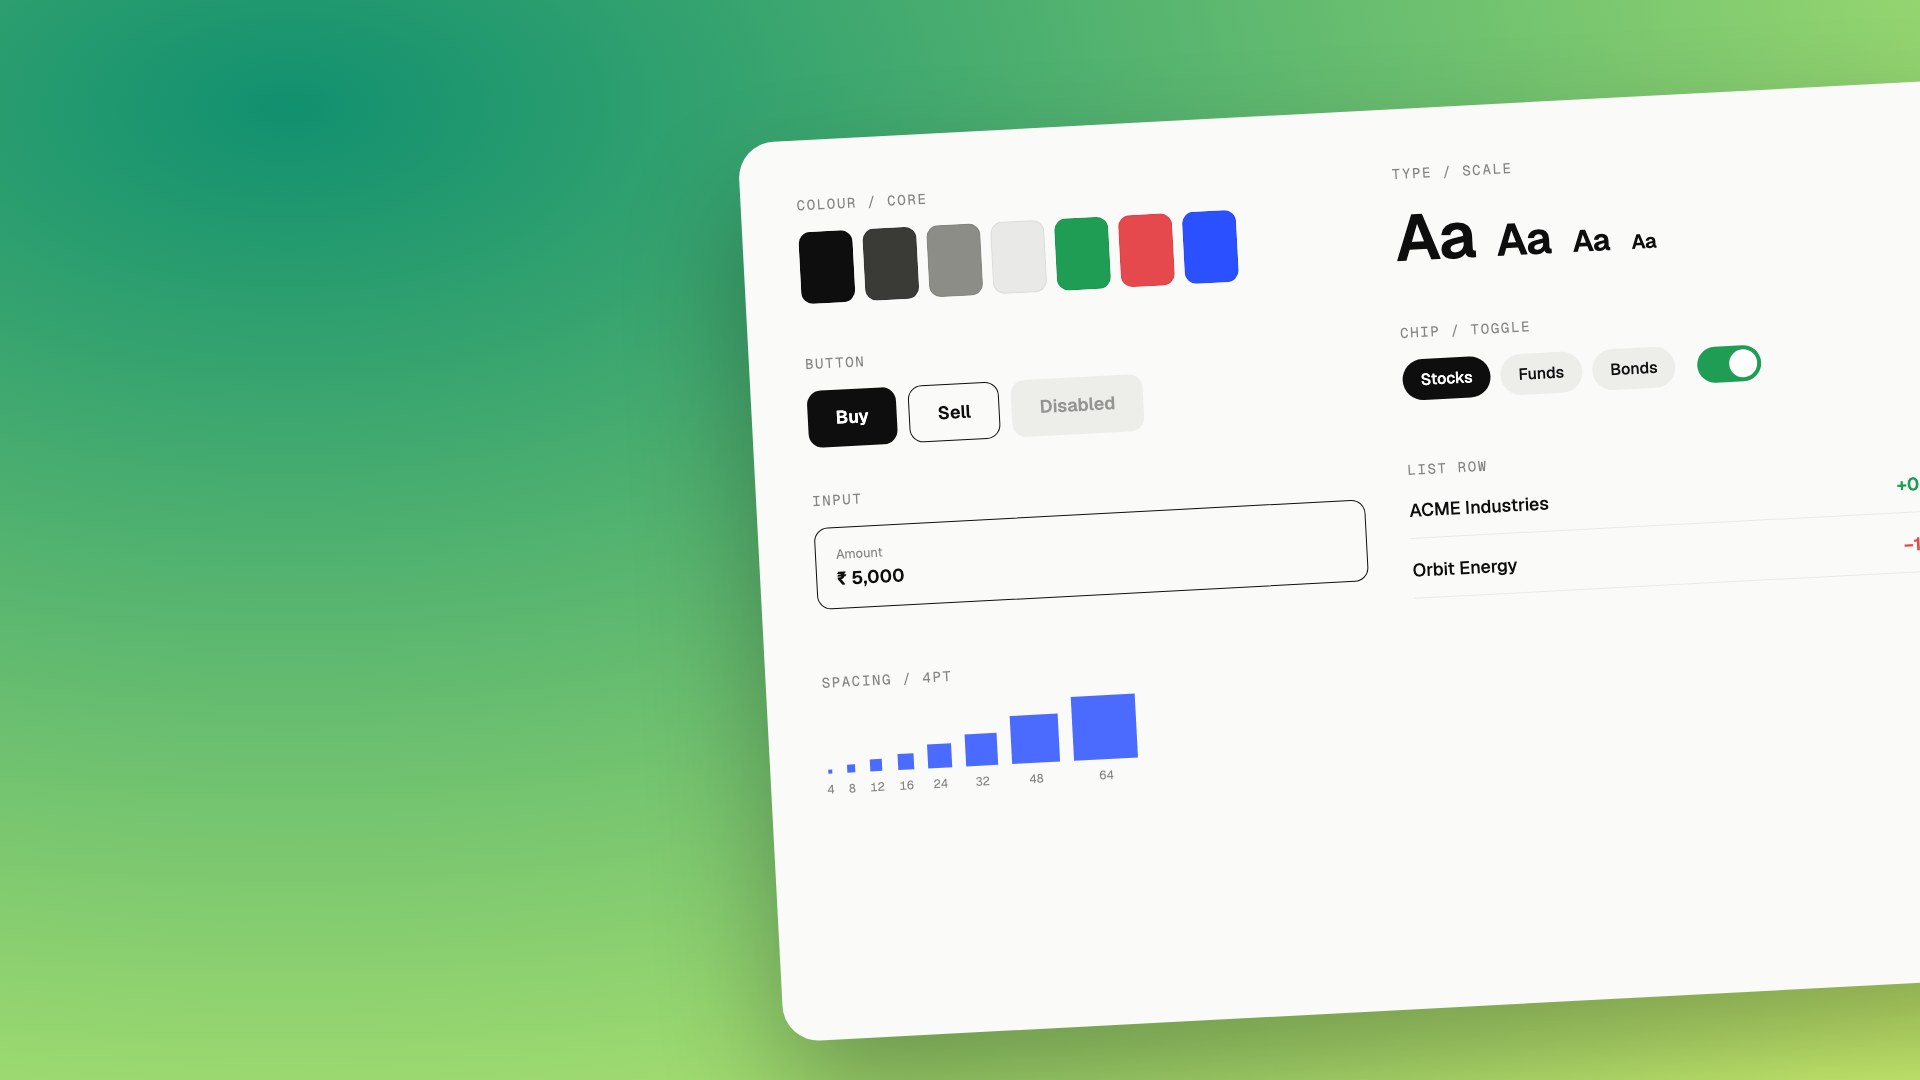 COLOUR / CORE
BUTTON
Buy Sell Disabled
INPUT
Amount
₹ 5,000
SPACING / 4PT
4 8 12 16 24 32 48 64
TYPE / SCALE
Aa Aa Aa Aa
CHIP / TOGGLE
Stocks Funds Bonds
LIST ROW
ACME Industries +0
Orbit Energy